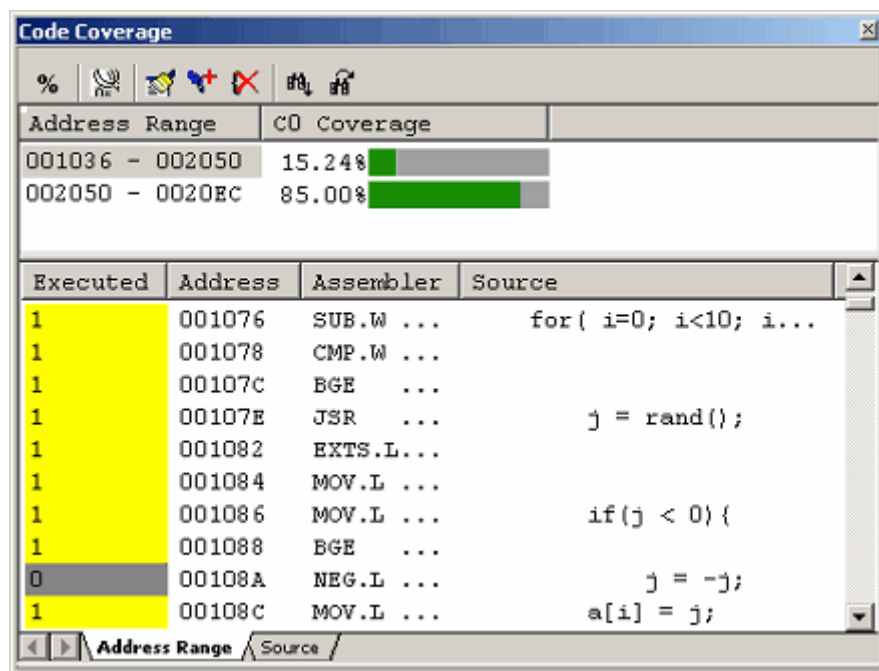 Code Coverage
%
Address Range C0 Coverage
001036 - 002050 15.24%
002050 - 0020EC 85.00%
Executed Address Assembler Source
1 001076 SUB.W ... for( i=0; i<10; i...
1 001078 CMP.W ...
1 00107C BGE ...
1 00107E JSR ... j = rand();
1 001082 EXTS.L...
1 001084 MOV.L ...
1 001086 MOV.L ... if(j < 0){
1 001088 BGE ...
0 00108A NEG.L ... j = -j;
1 00108C MOV.L ... a[i] = j;
Address Range Source